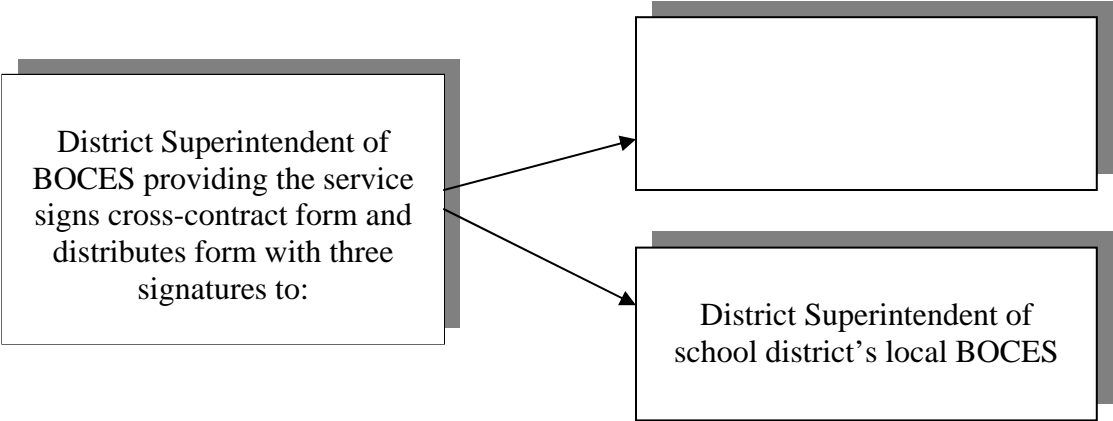 District Superintendent of
BOCES providing the service
signs cross-contract form and
distributes form with three
signatures to:
District Superintendent of
school district’s local BOCES